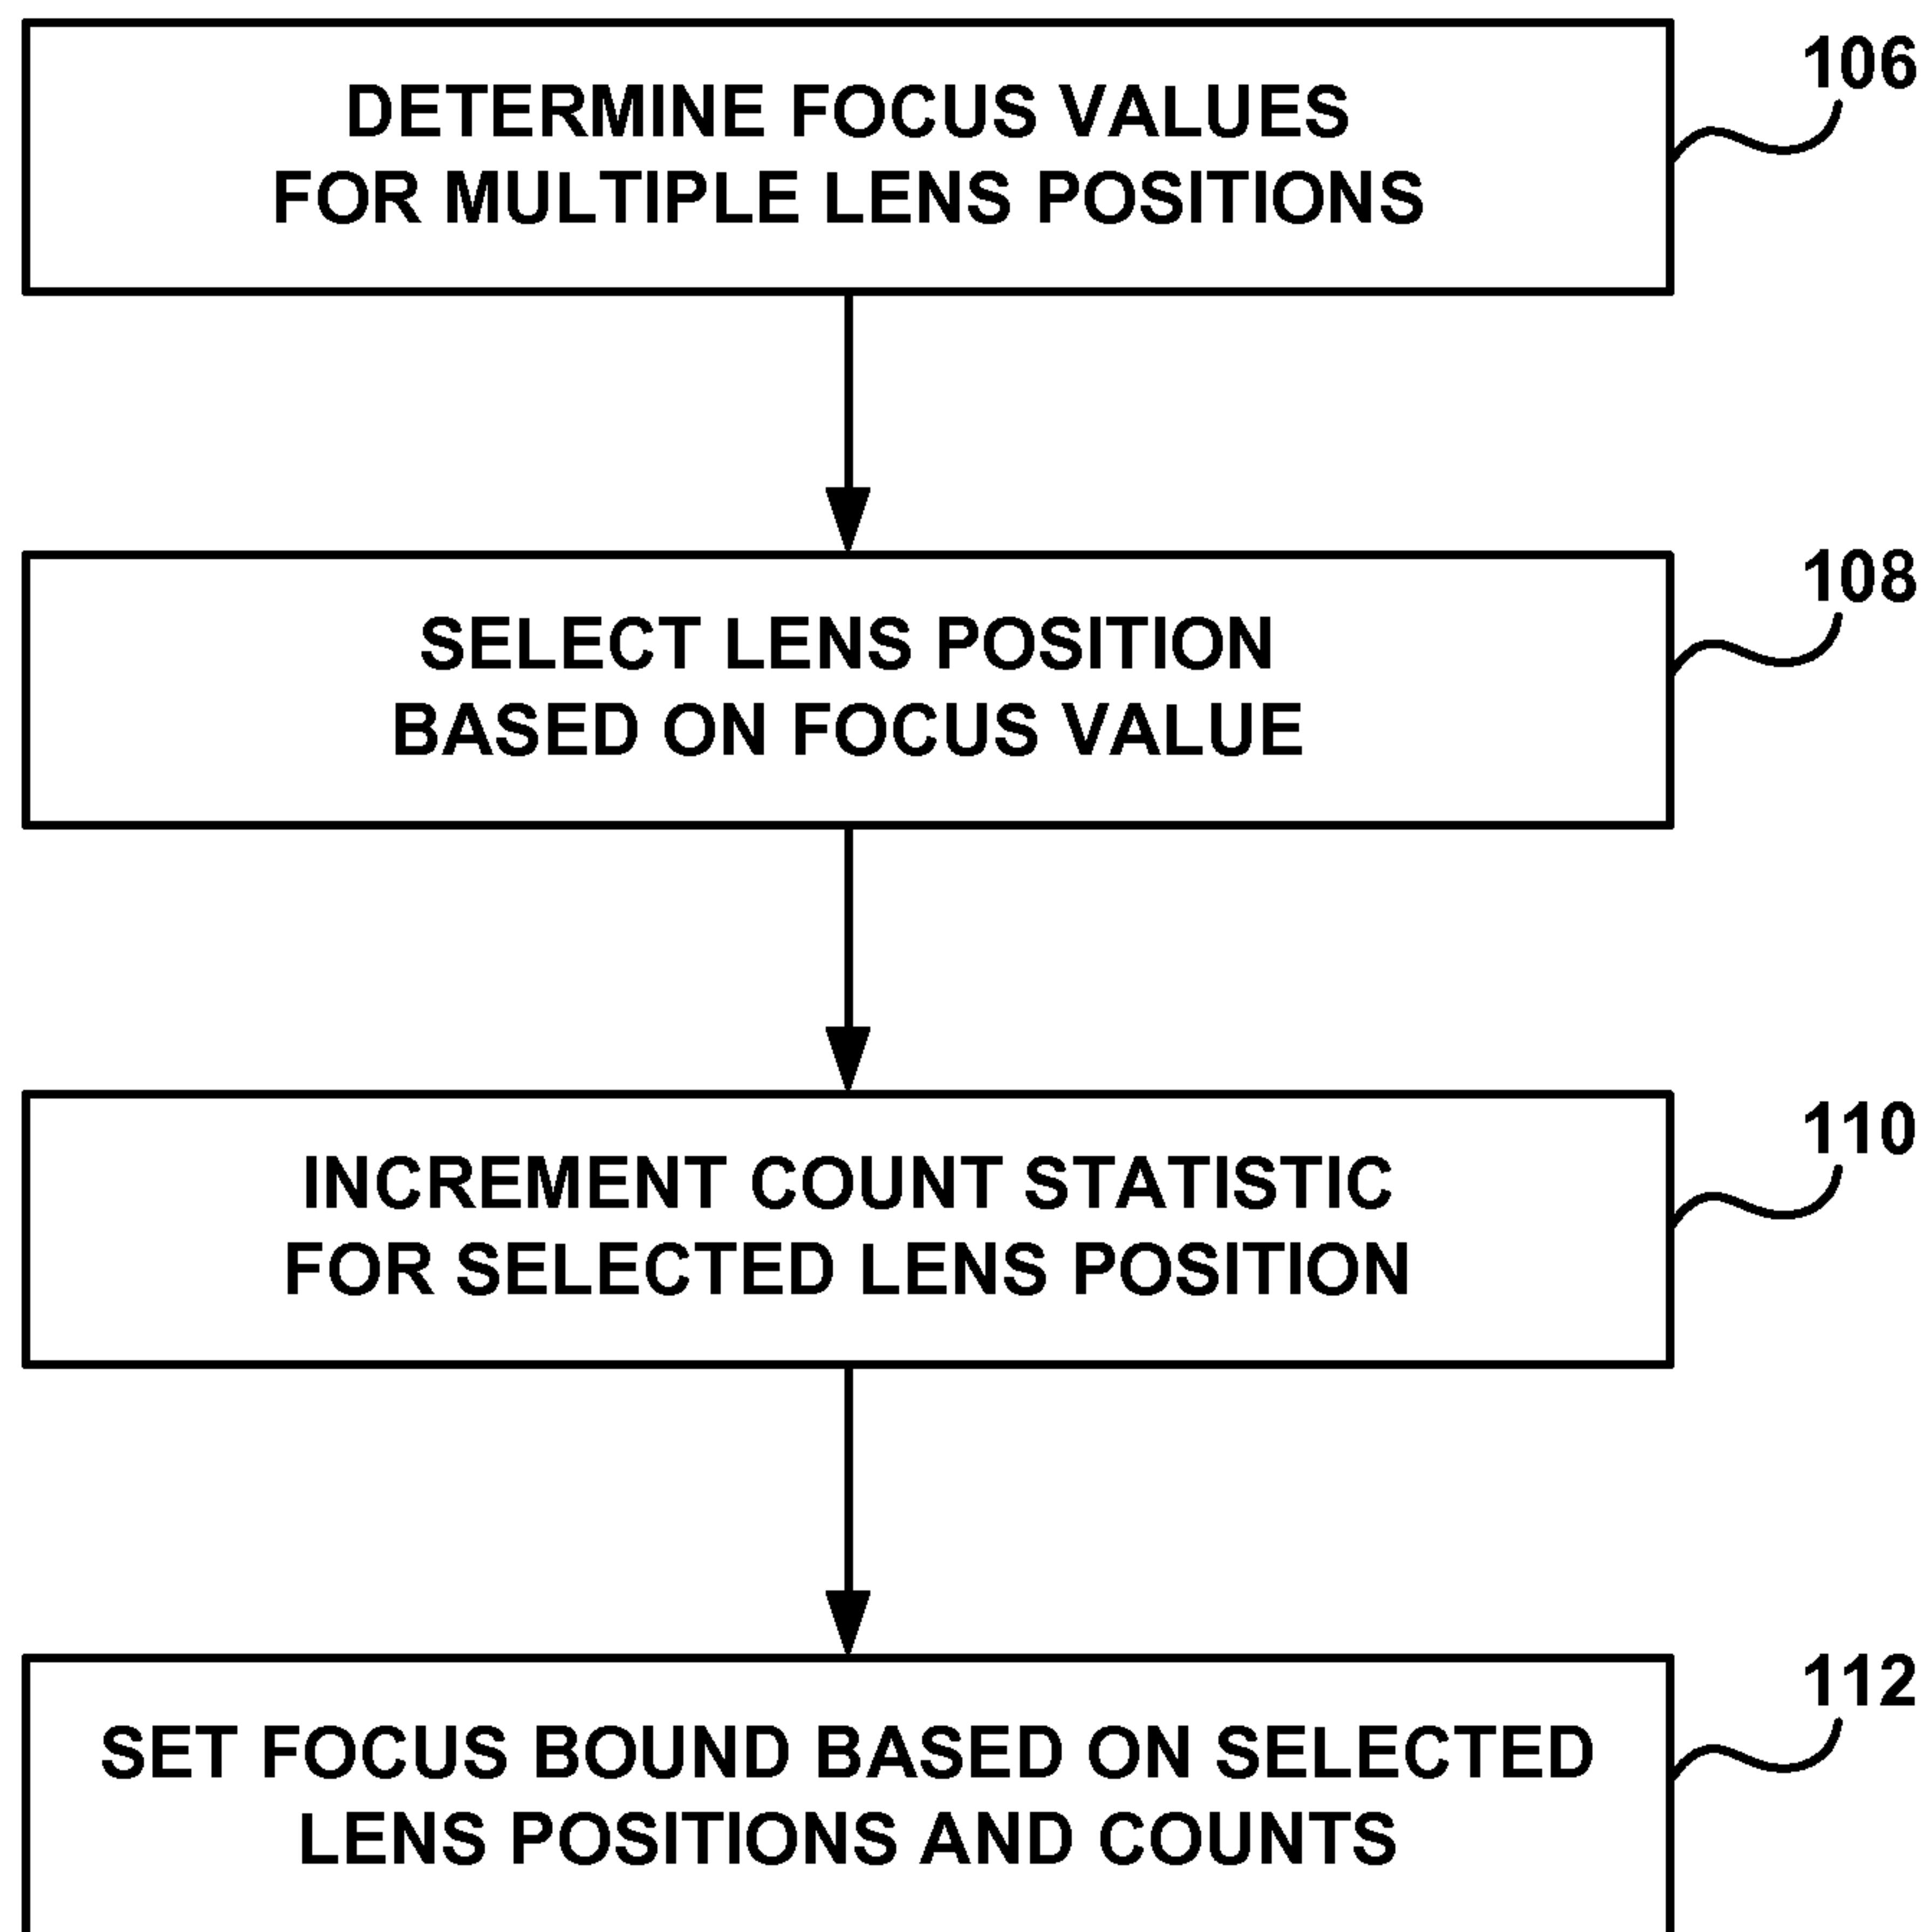 106
DETERMINE FOCUS VALUES
FOR MULTIPLE LENS POSITIONS
108
SELECT LENS POSITION
BASED ON FOCUS VALUE
110
INCREMENT COUNT STATISTIC
FOR SELECTED LENS POSITION
112
SET FOCUS BOUND BASED ON SELECTED
LENS POSITIONS AND COUNTS